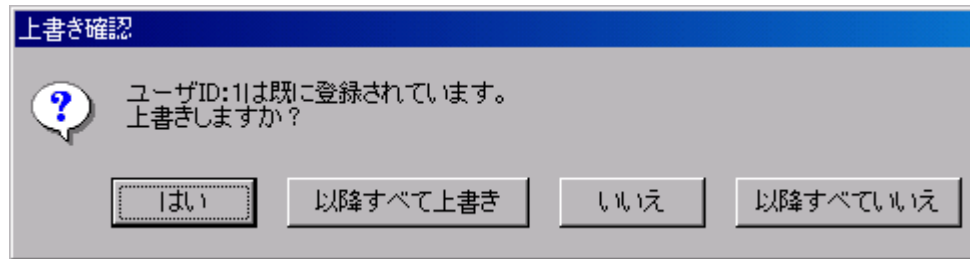 上書き確認
ユーザID:1は既に登録されています。
上書きしますか？
はい
以降すべて上書き
いいえ
以降すべていいえ